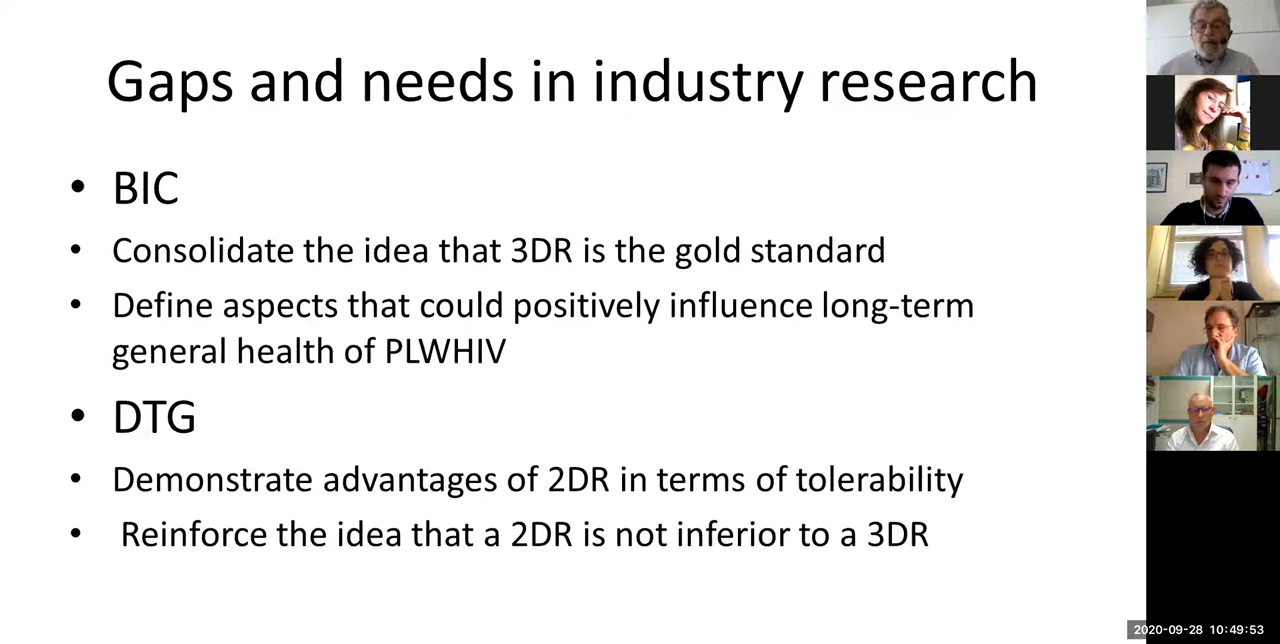 Gaps and needs in industry research
• BIC
• Consolidate the idea that 3DR is the gold standard
• Define aspects that could positively influence long-term
general health of PLWHIV
• DTG
• Demonstrate advantages of 2DR in terms of tolerability
• Reinforce the idea that a 2DR is not inferior to a 3DR
2020-09-28 10:49:53